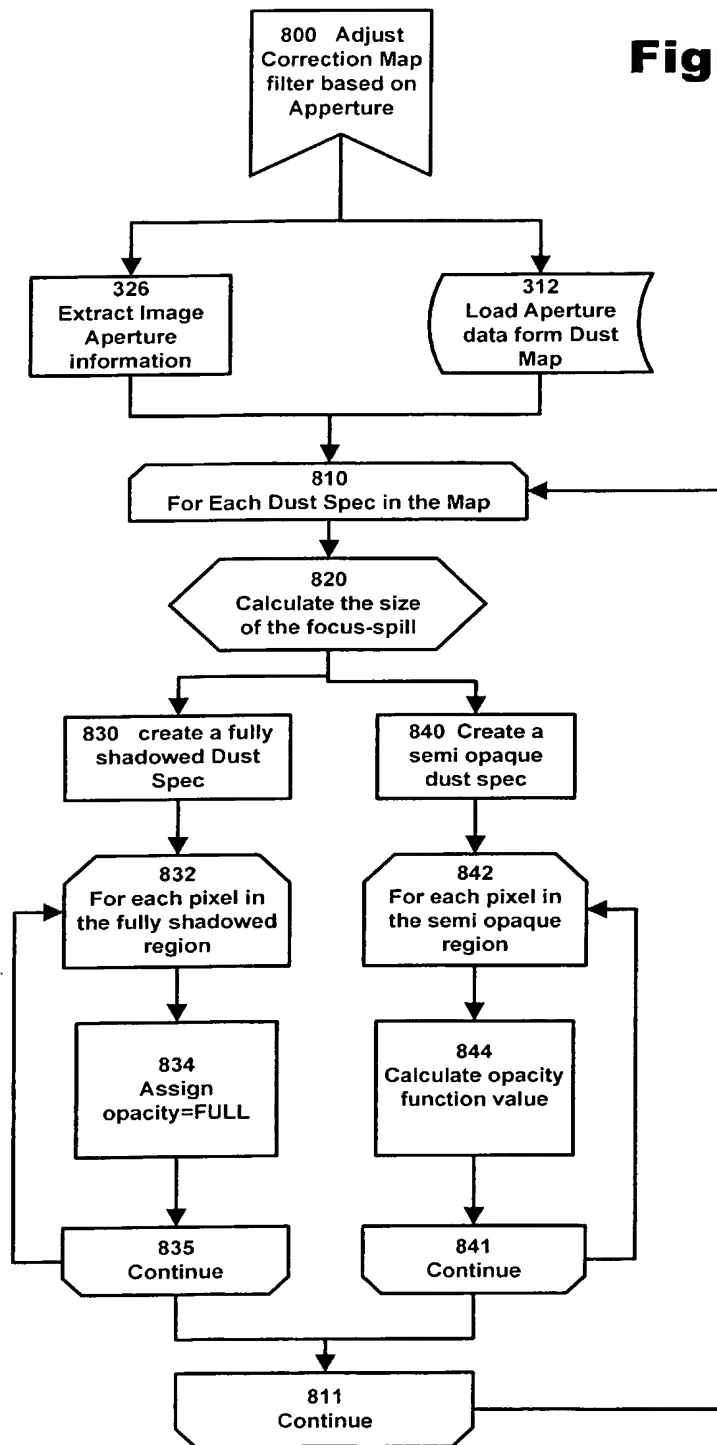 800 Adjust
Correction Map
filter based on
Apperture
Fig
326
Extract Image
Aperture
information
312
Load Aperture
data form Dust
Map
810
For Each Dust Spec in the Map
820
Calculate the size
of the focus-spill
830 create a fully
shadowed Dust
Spec
840 Create a
semi opaque
dust spec
832
For each pixel in
the fully shadowed
region
842
For each pixel in
the semi opaque
region
834
Assign
opacity=FULL
844
Calculate opacity
function value
835
Continue
841
Continue
811
Continue